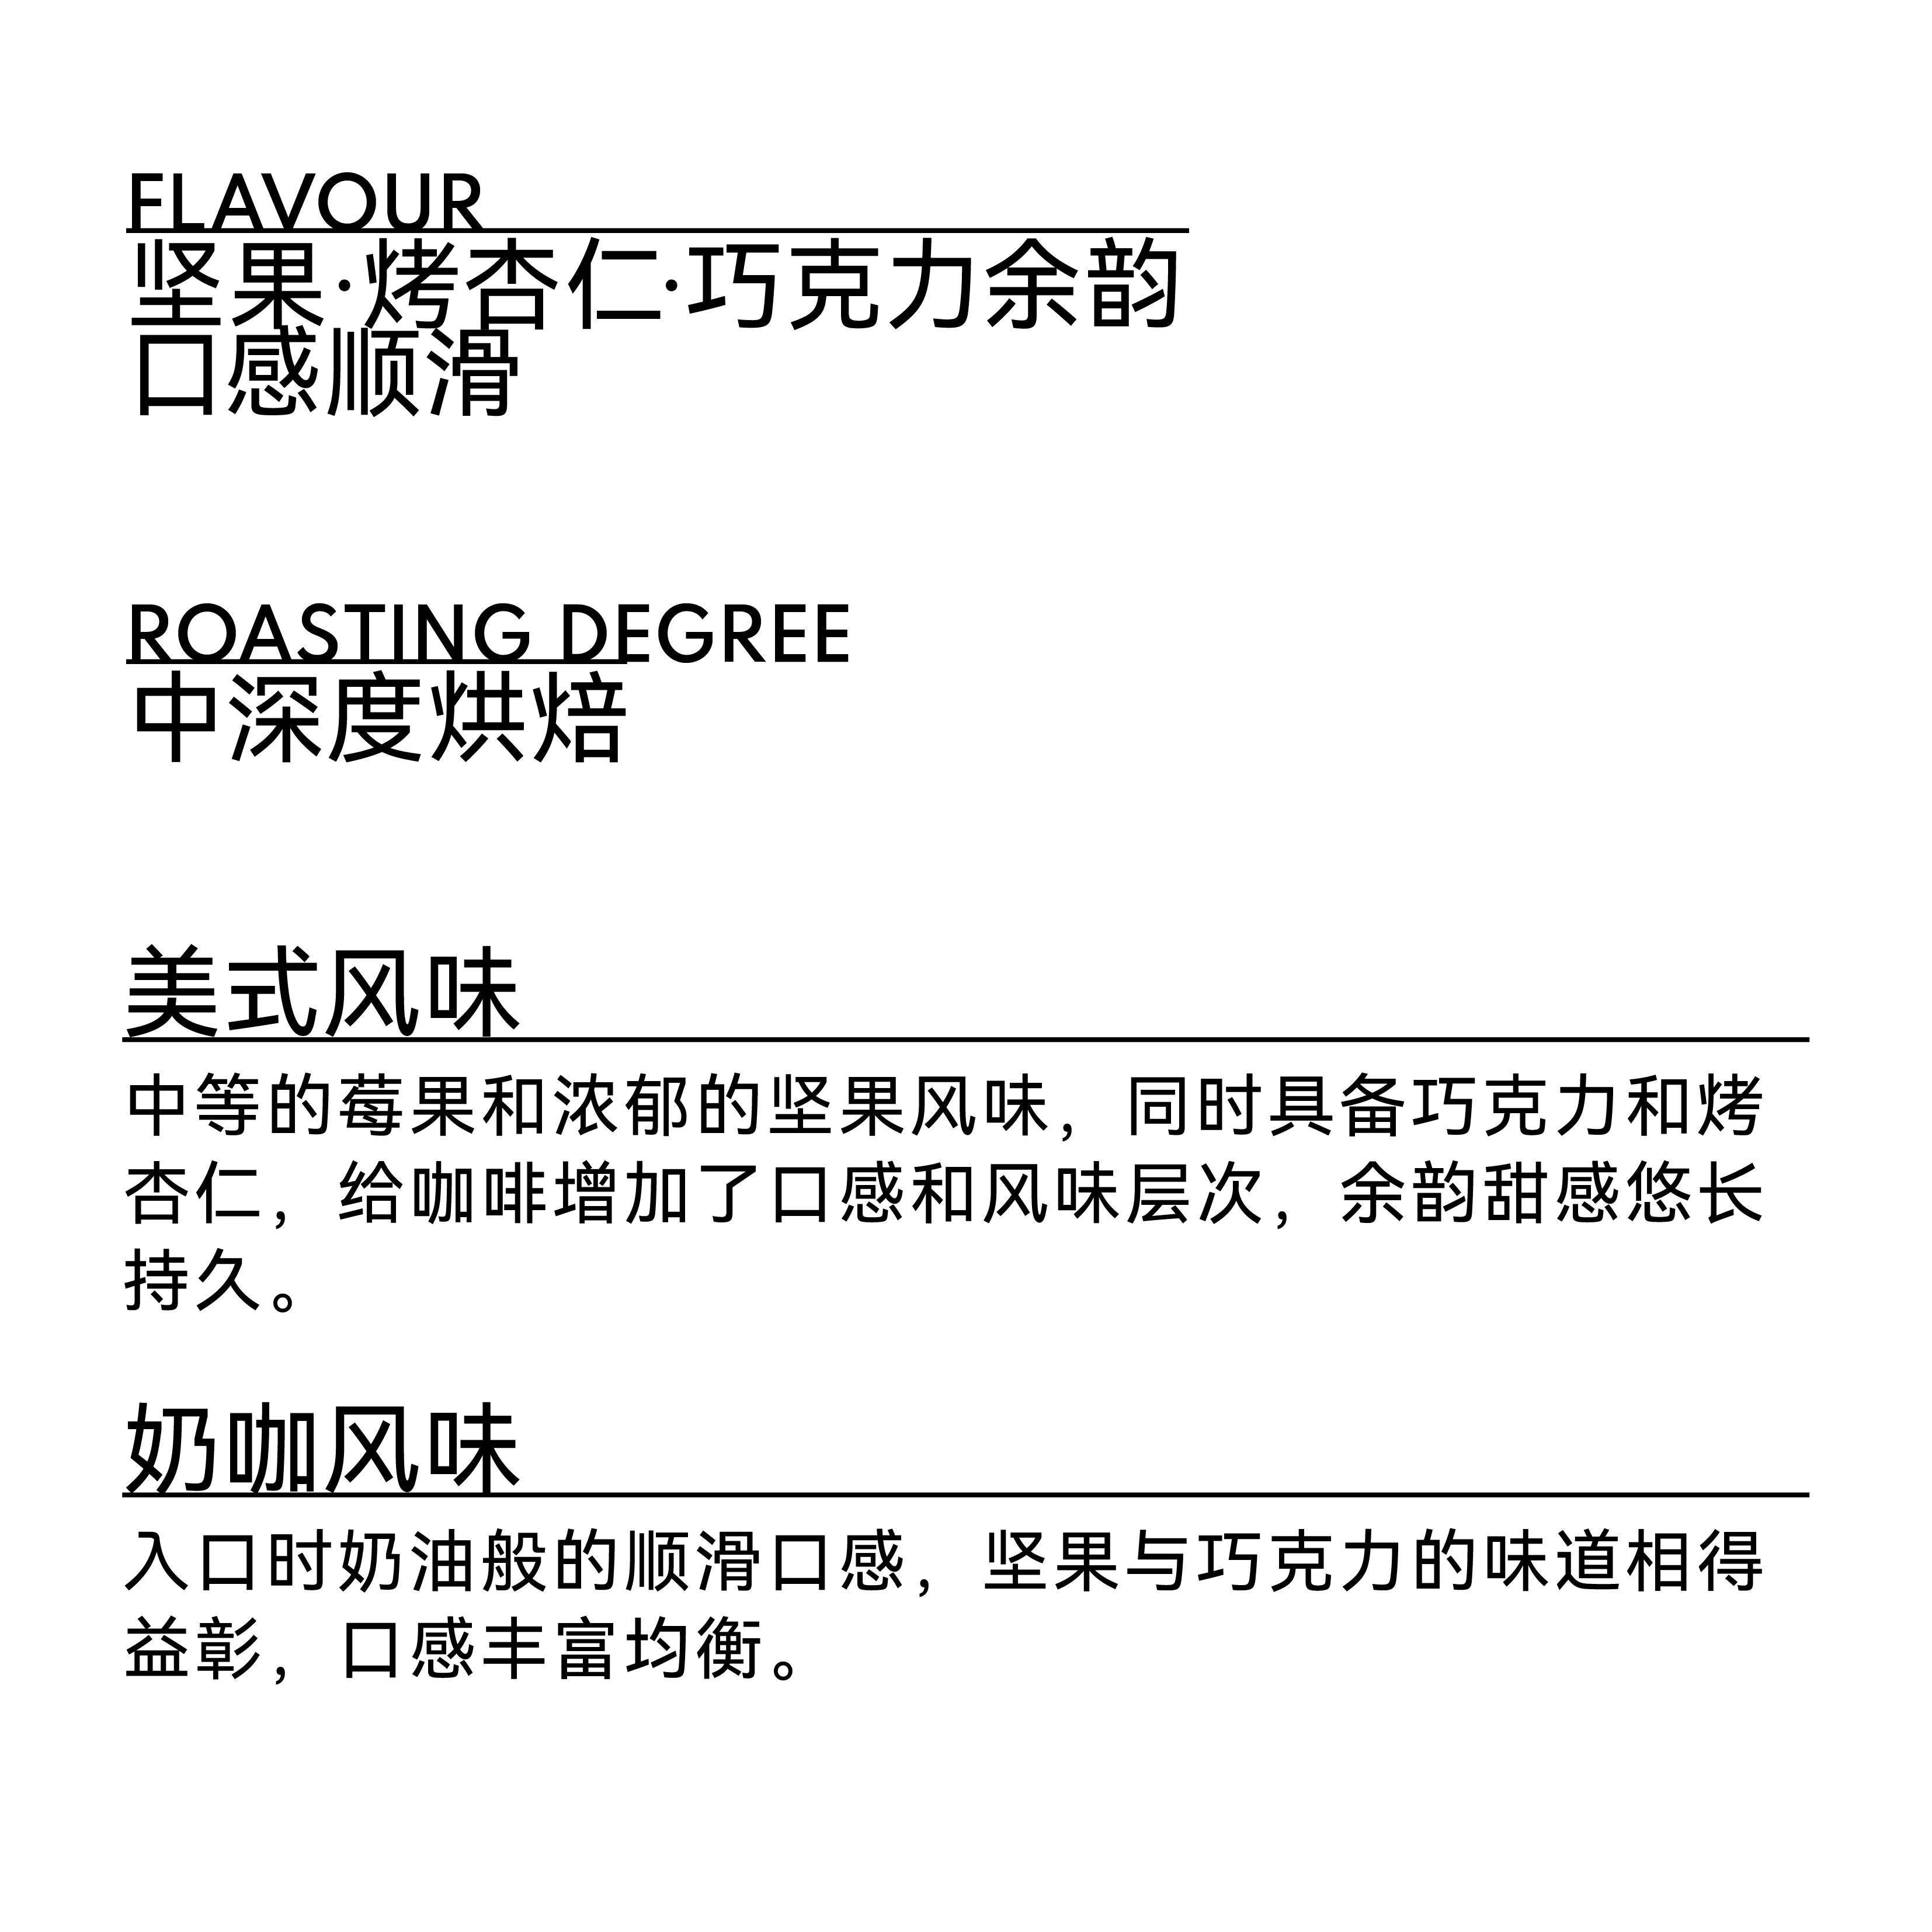 FLAVOUR
坚果·烤杏仁·巧克力余韵
口感顺滑
ROASTING DEGREE
中深度烘焙
美式风味
中等的莓果和浓郁的坚果风味，同时具备巧克力和烤
杏仁，给咖啡增加了口感和风味层次，余韵甜感悠长
持久。
奶咖风味
入口时奶油般的顺滑口感，坚果与巧克力的味道相得
益彰，口感丰富均衡。